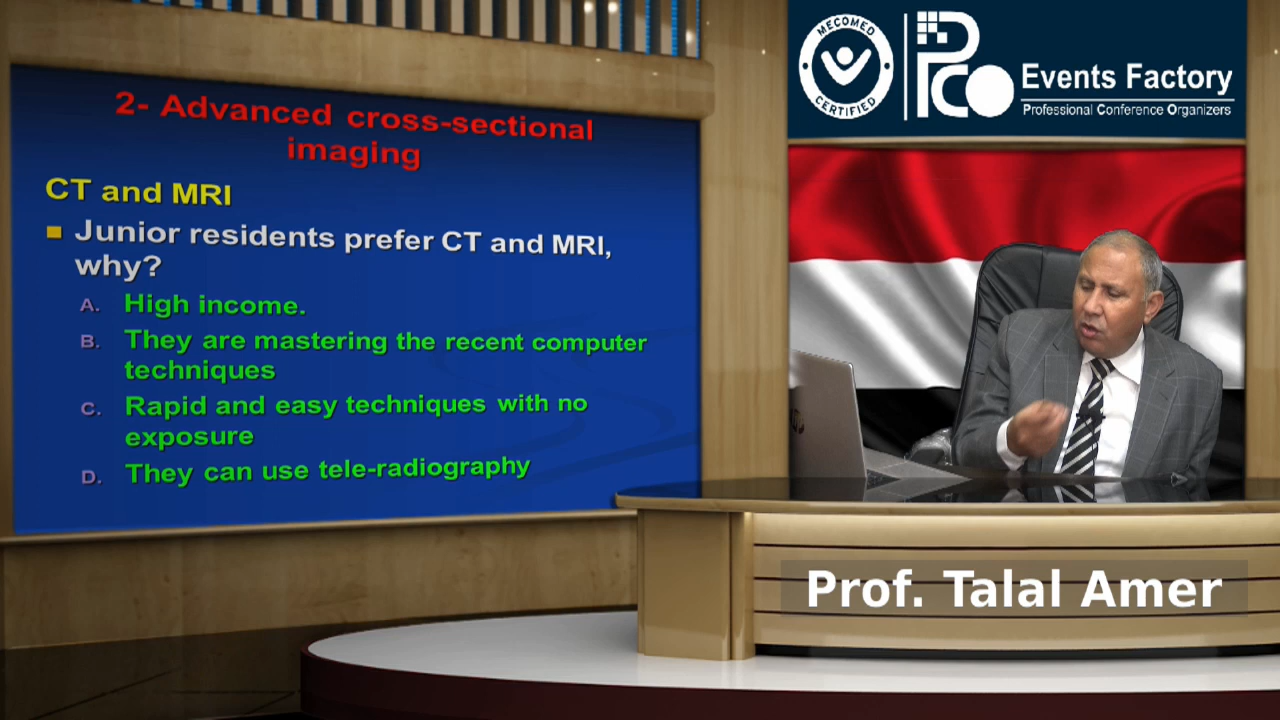 2- Advanced cross-sectional
imaging
CT and MRI
Junior residents prefer CT and MRI,
why?
A. High income.
B. They are mastering the recent computer
techniques
C. Rapid and easy techniques with no
exposure
D. They can use tele-radiography
MECOMED
CERTIFIED
PCO
Events Factory
Professional Conference Organizers
Prof. Talal Amer